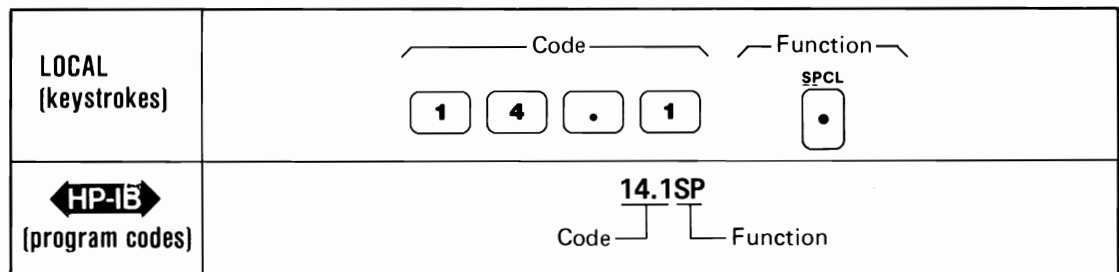 LOCAL
(keystrokes)
Code Function
SPCL
1 4 . 1 •
HP-IB
(program codes)
14.1SP
Code Function